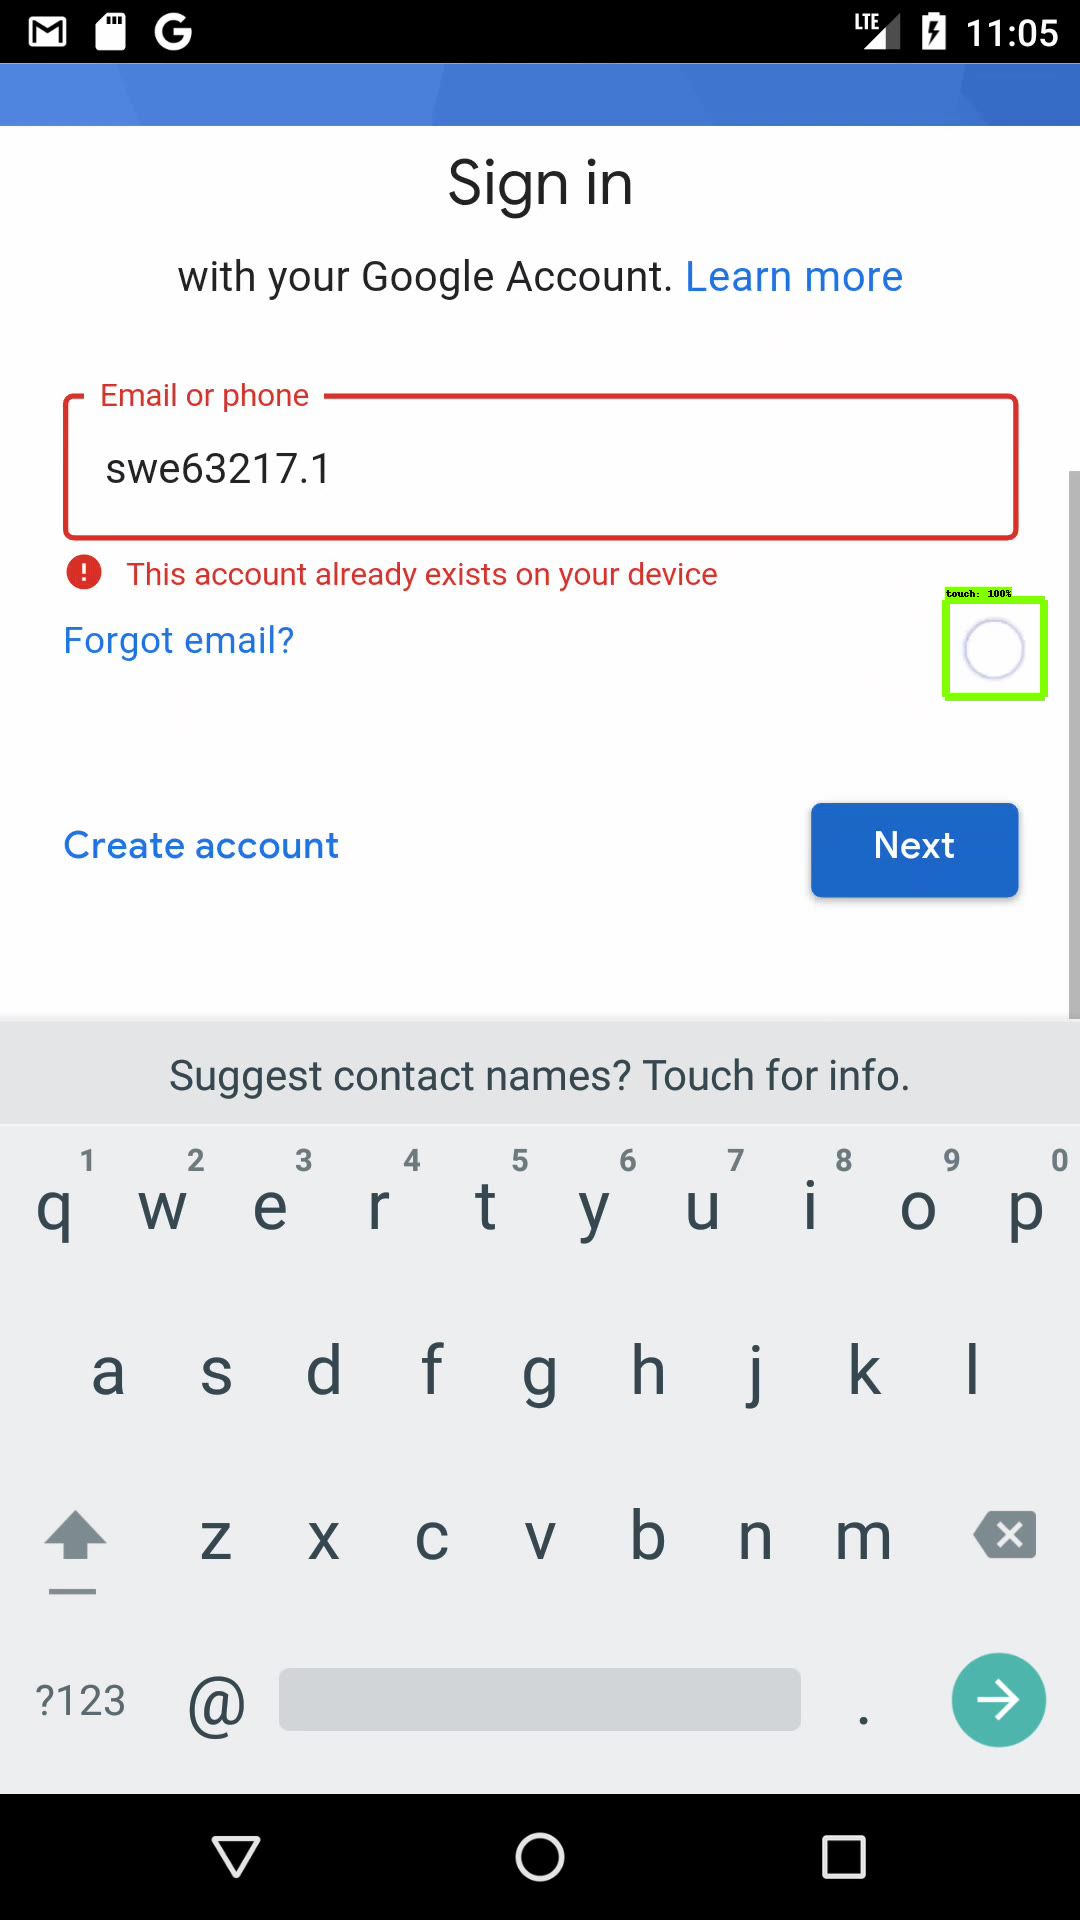 LTE 11:05
Sign in
with your Google Account. Learn more
Email or phone
swe63217.1
This account already exists on your device
touch: 100%
Forgot email?
Create account
Next
Suggest contact names? Touch for info.
1 2 3 4 5 6 7 8 9 0
q w e r t y u i o p
a s d f g h j k l
z x c v b n m
?123 @ .